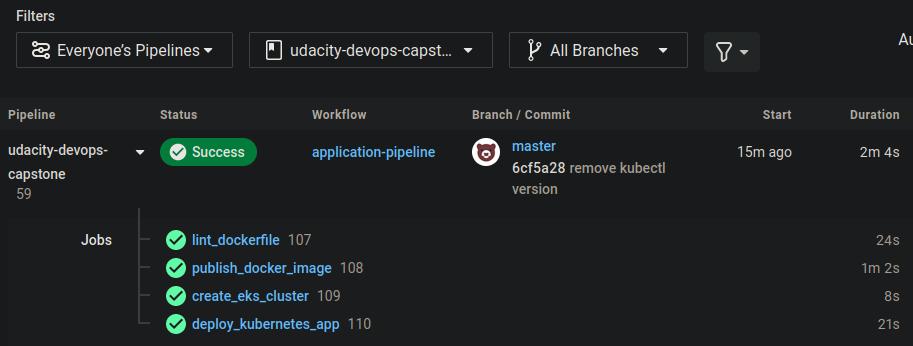 Filters
Everyone's Pipelines udacity-devops-capst... All Branches Au
Pipeline Status Workflow Branch / Commit Start Duration
udacity-devops-capstone Success application-pipeline master 15m ago 2m 4s
59 6cf5a28 remove kubectl version
Jobs lint_dockerfile 107 24s
publish_docker_image 108 1m 2s
create_eks_cluster 109 8s
deploy_kubernetes_app 110 21s